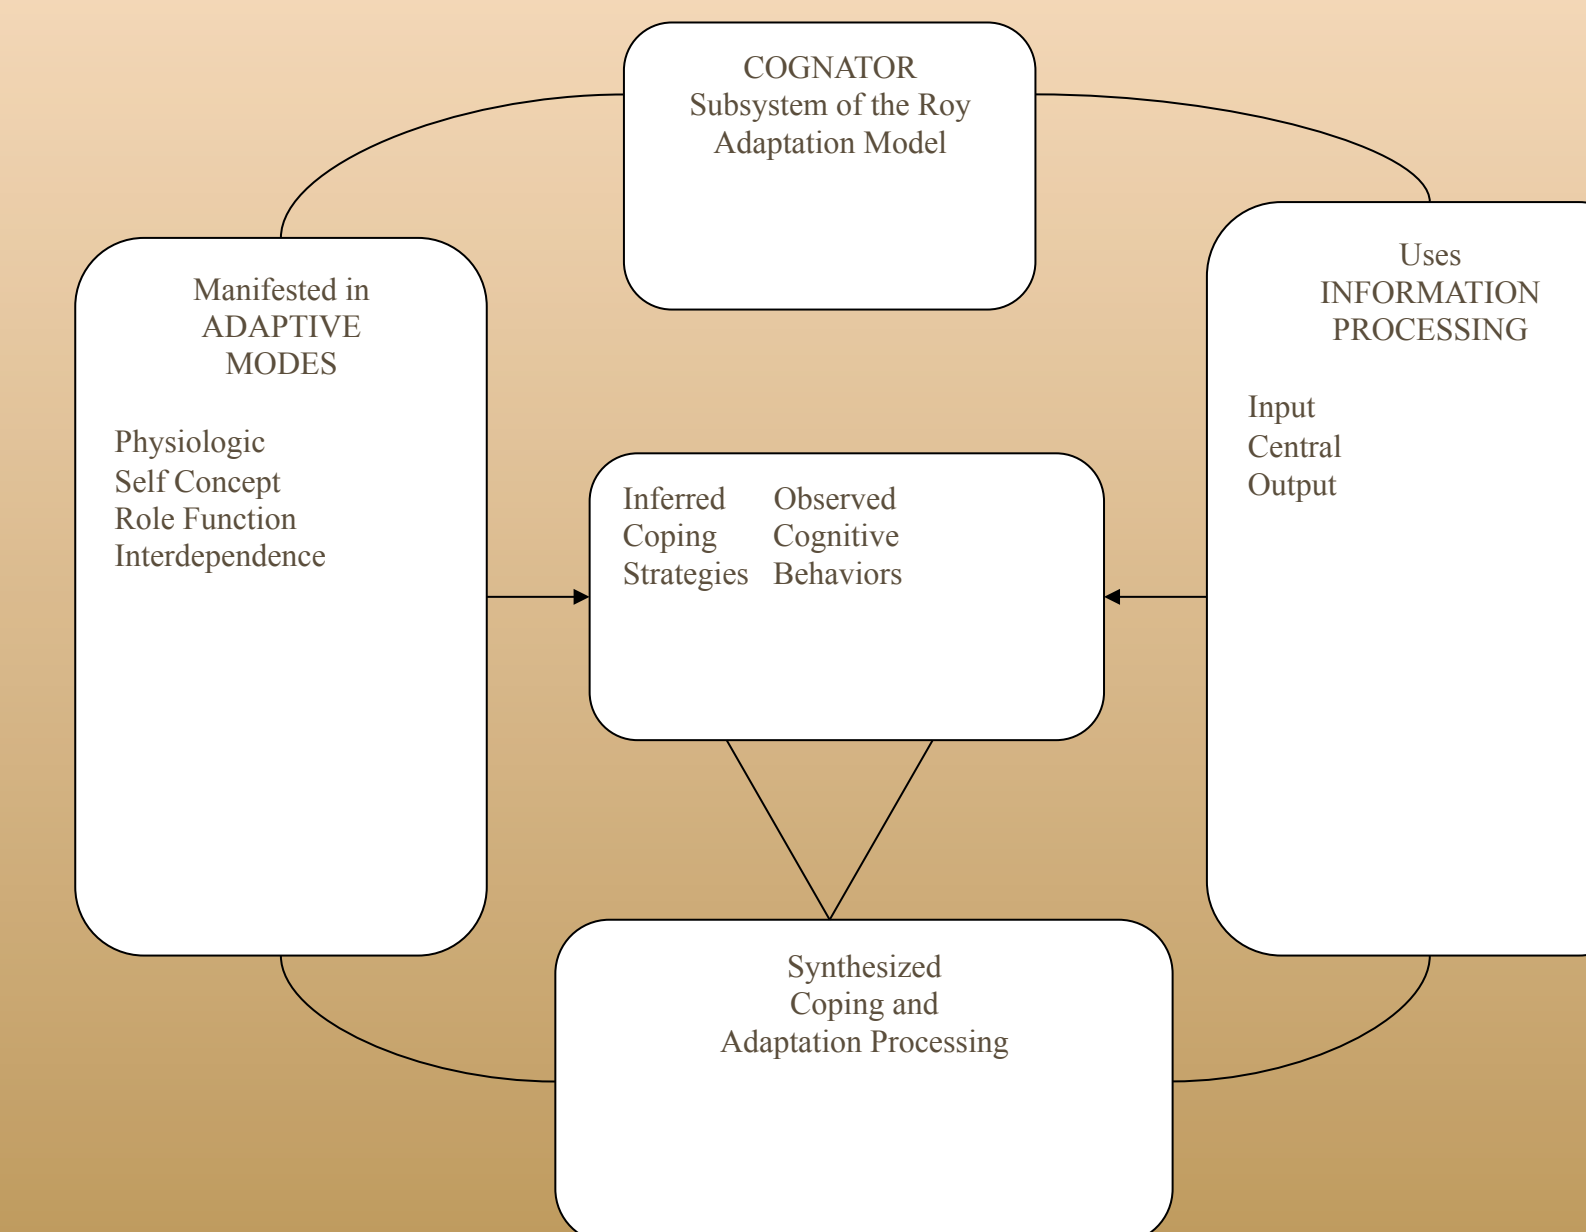 COGNATOR
Subsystem of the Roy
Adaptation Model
Manifested in
ADAPTIVE
MODES
Physiologic
Self Concept
Role Function
Interdependence
Uses
INFORMATION
PROCESSING
Input
Central
Output
Inferred Observed
Coping Cognitive
Strategies Behaviors
Synthesized
Coping and
Adaptation Processing